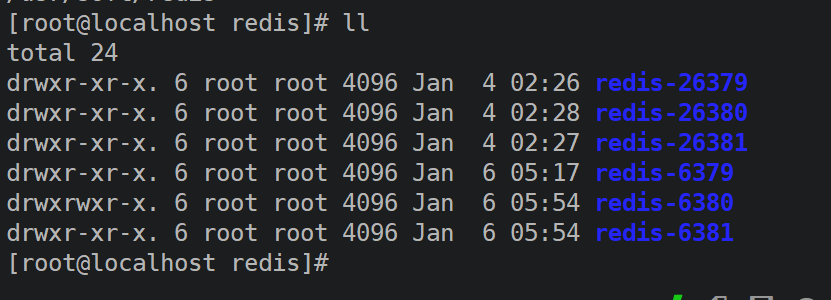 [root@localhost redis]# ll
total 24
drwxr-xr-x. 6 root root 4096 Jan  4 02:26 redis-26379
drwxr-xr-x. 6 root root 4096 Jan  4 02:28 redis-26380
drwxr-xr-x. 6 root root 4096 Jan  4 02:27 redis-26381
drwxr-xr-x. 6 root root 4096 Jan  6 05:17 redis-6379
drwxrwxr-x. 6 root root 4096 Jan  6 05:54 redis-6380
drwxr-xr-x. 6 root root 4096 Jan  6 05:54 redis-6381
[root@localhost redis]#